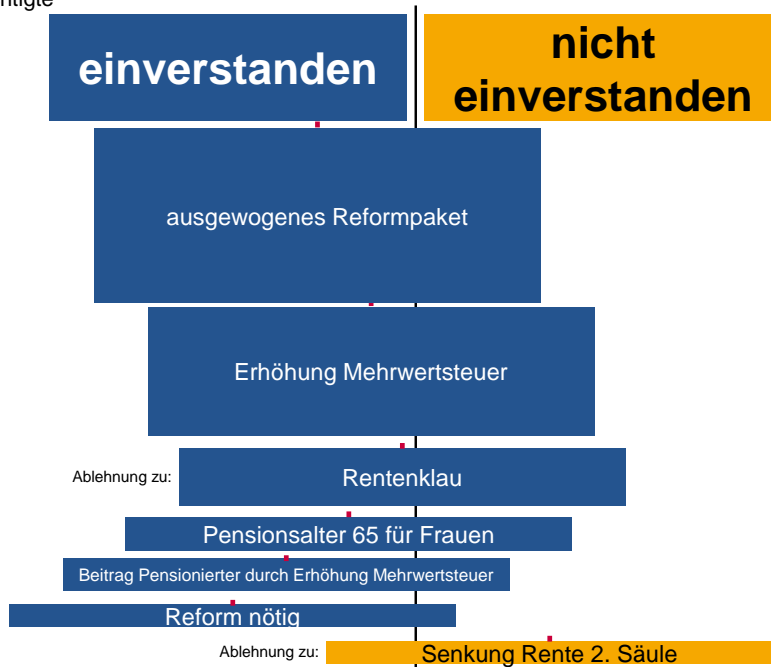 einverstanden
nicht
einverstanden
ausgewogenes Reformpaket
Erhöhung Mehrwertsteuer
Ablehnung zu:
Rentenklau
Pensionsalter 65 für Frauen
Beitrag Pensionierter durch Erhöhung Mehrwertsteuer
Reform nötig
Ablehnung zu:
Senkung Rente 2. Säule